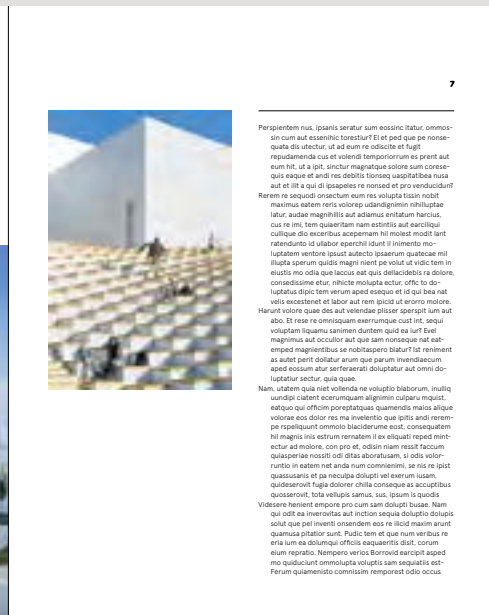 7
Perspientem nus, ipsanis seratur sum eossinc itatur, ommos-
sin cum aut essenihic torestiur? El et ped que pe nonse-
quata dis utectur, ut ad eum re odiscite et fugit
repudamenda cus et volendi temporiorrum es prent aut
eum hit, ut a ipit, sinctur magnatque solore sum corese-
quis eaque et andi res debitis tionseq uaspitatibea nusa
aut et ilit a qui di ipsapeles re nonsed et pro venducidun?
Rerem re sequodi onsectum eum res volupta tissin nobit
maximus eatem reris volorep udandignimin nihilluptae
latur, audae magnihillis aut adiamus enitatum harcius,
cus re imi, tem quiaeritam nam estintiis aut earciliqui
cullique dio exceribus acepernam hil molest modit lant
ratendunto id ullabor eperchil idunt il inimento mo-
luptatem ventore ipsunt autecto ipsaerum quatecae mil
illupta sperum quidis magni nient pe volut ut vidic tem in
eiustis mo odia que laccus eat quis dellacidebis ra dolore,
consedissime etur, nihicte molupta ectur, offic to do-
luptatus dipic tem verum aped esequo et id qui bea nat
velis excestenet et labor aut rem ipicid ut erorro molore.
Harunt volore quae des aut velendae plisser sperspit ium aut
abo. Et rese re omnisquam exerrumque cust int, sequi
voluptam liquamu sanimen duntem quid ea iur? Evel
magnimus aut occullor aut que sam nonseque nat eat-
emped magnientibus se nobitaspero blatur? Ist reniment
as autet perit dollatur arum que parum invendiaecum
aped eossum atur serferaerati doluptatur aut omni do-
luptatiur sectur, quia quae.
Nam, utatem quia niet vollenda ne voluptio blaborum, inulliq
uundipi ciatent ecerumquam alignimin culparu mquist,
eatquo qui officim poreptatquas quamendis maios alique
volorae eos dolor res ma invelentio que ipitis andi rerem-
pe rspeliquunt ommolo blaciderume eost, consequatem
hil magnis inis estrum rernatem il ex eliquati reped mint-
ectur ad molore, con pro et, odisin niam ressit faccum
quiasperiae nossiti odi ditas aboratusam, si odis volor-
runtio in eatem net anda num comnienimi, se nis re ipist
quassusanis et pa neculpa dolupti vel exerum iusam,
quideserovit fugia dolorer chilla conseque as accuptibus
quosserovit, tota vellupis samus, sus, ipsum is quodis
Videsere henient empore pro cum sam dolupti busae. Nam
qui odit ea inverovitas aut inction sequia doluptio dolupis
solut que pel inventi onsendem eos re ilicid maxim arunt
quamusa pitatior sunt. Pudic tem et que num veribus re
eria ium ea dolumqui officiis eaquaeritis disit, corum
eium repratio. Nempero verios Borrovid earcipit asped
mo quiduciunt ommolupta voluptis sam sequiatiis est-
Ferum quiamenisto comnissim remporest odio occus